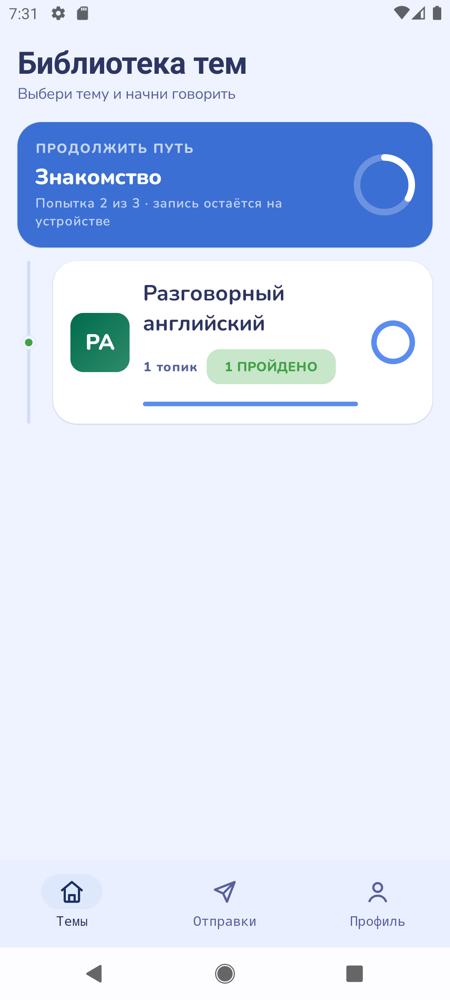 7:31
Библиотека тем
Выбери тему и начни говорить
ПРОДОЛЖИТЬ ПУТЬ
Знакомство
Попытка 2 из 3 · запись остаётся на
устройстве
Разговорный
английский
РА
1 топик
1 ПРОЙДЕНО
Темы
Отправки
Профиль